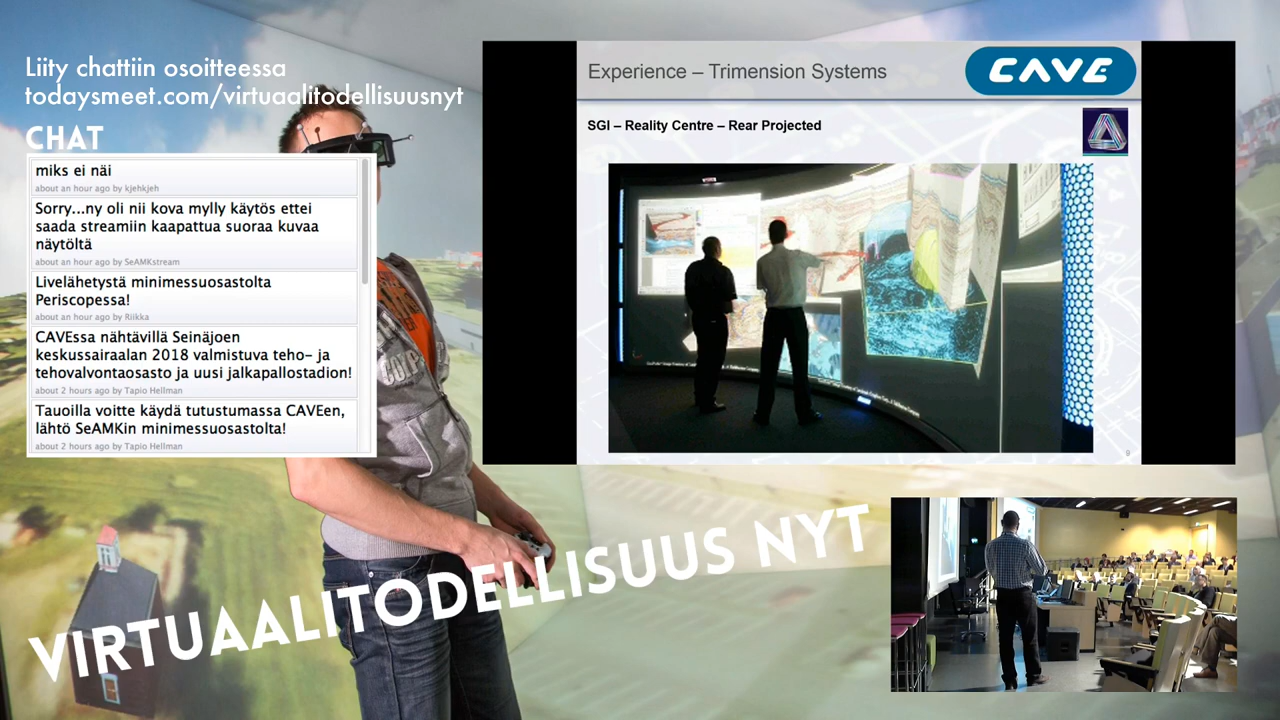 Liity chattiin osoitteessa
todaysmeet.com/virtuaalitodellisuusnyt
CHAT
miks ei näi
about an hour ago by kjehkjeh
Sorry...ny oli nii kova mylly käytös ettei
saada streamiin kaapattua suoraa kuvaa
näytöltä
about an hour ago by SeAMKstream
Livelähetystä minimessuosastolta
Periscopessa!
about an hour ago by Riikka
CAVEssa nähtävillä Seinäjoen
keskussairaalan 2018 valmistuva teho- ja
tehovalvontaosasto ja uusi jalkapallostadion!
about 2 hours ago by Tapio Hellman
Tauoilla voitte käydä tutustumassa CAVEen,
lähtö SeAMKin minimessuosastolta!
about 2 hours ago by Tapio Hellman
Experience – Trimension Systems
CAVE
SGI – Reality Centre – Rear Projected
VIRTUAALITODELLISUUS NYT